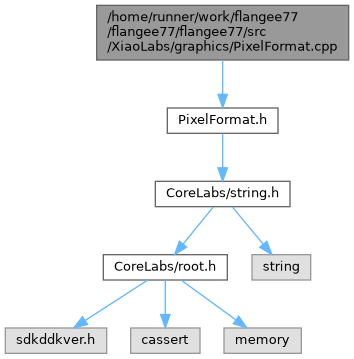 /home/runner/work/flangee77
/flangee77/flangee77/src
/XiaoLabs/graphics/PixelFormat.cpp
PixelFormat.h
CoreLabs/string.h
CoreLabs/root.h
string
sdkddkver.h
cassert
memory